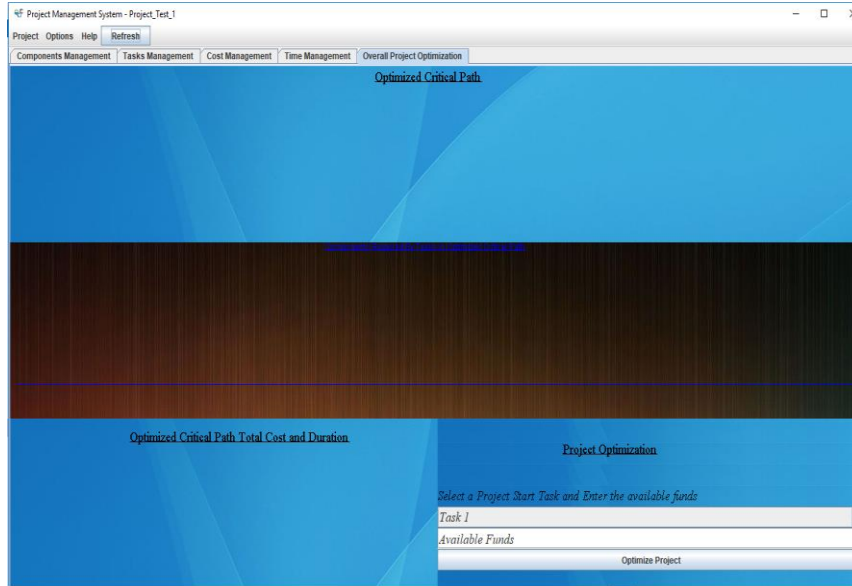 Project Management System - Project_Test_1
Project Options Help Refresh
Components Management Tasks Management Cost Management Time Management Overall Project Optimization
Optimized Critical Path
Optimized Critical Path Total Cost and Duration
Project Optimization
Select a Project Start Task and Enter the available funds
Task 1
Available Funds
Optimize Project